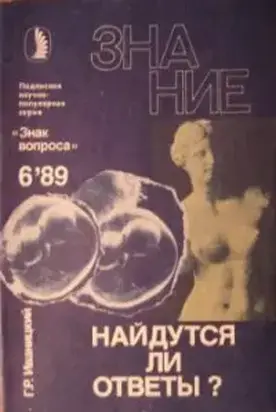 ЗНА
НИЕ
Подписная
научно-
популярная
серия
«Знак
вопроса»
6'89
Г.Р. Иваницкий
НАЙДУТСЯ
ЛИ
ОТВЕТЫ ?